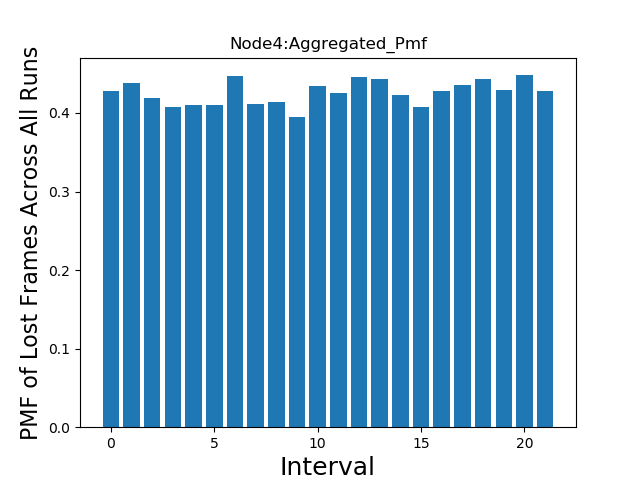 Node4:Aggregated_Pmf
PMF of Lost Frames Across All Runs
0.4
0.3
0.2
0.1
0.0
0 5 10 15 20
Interval